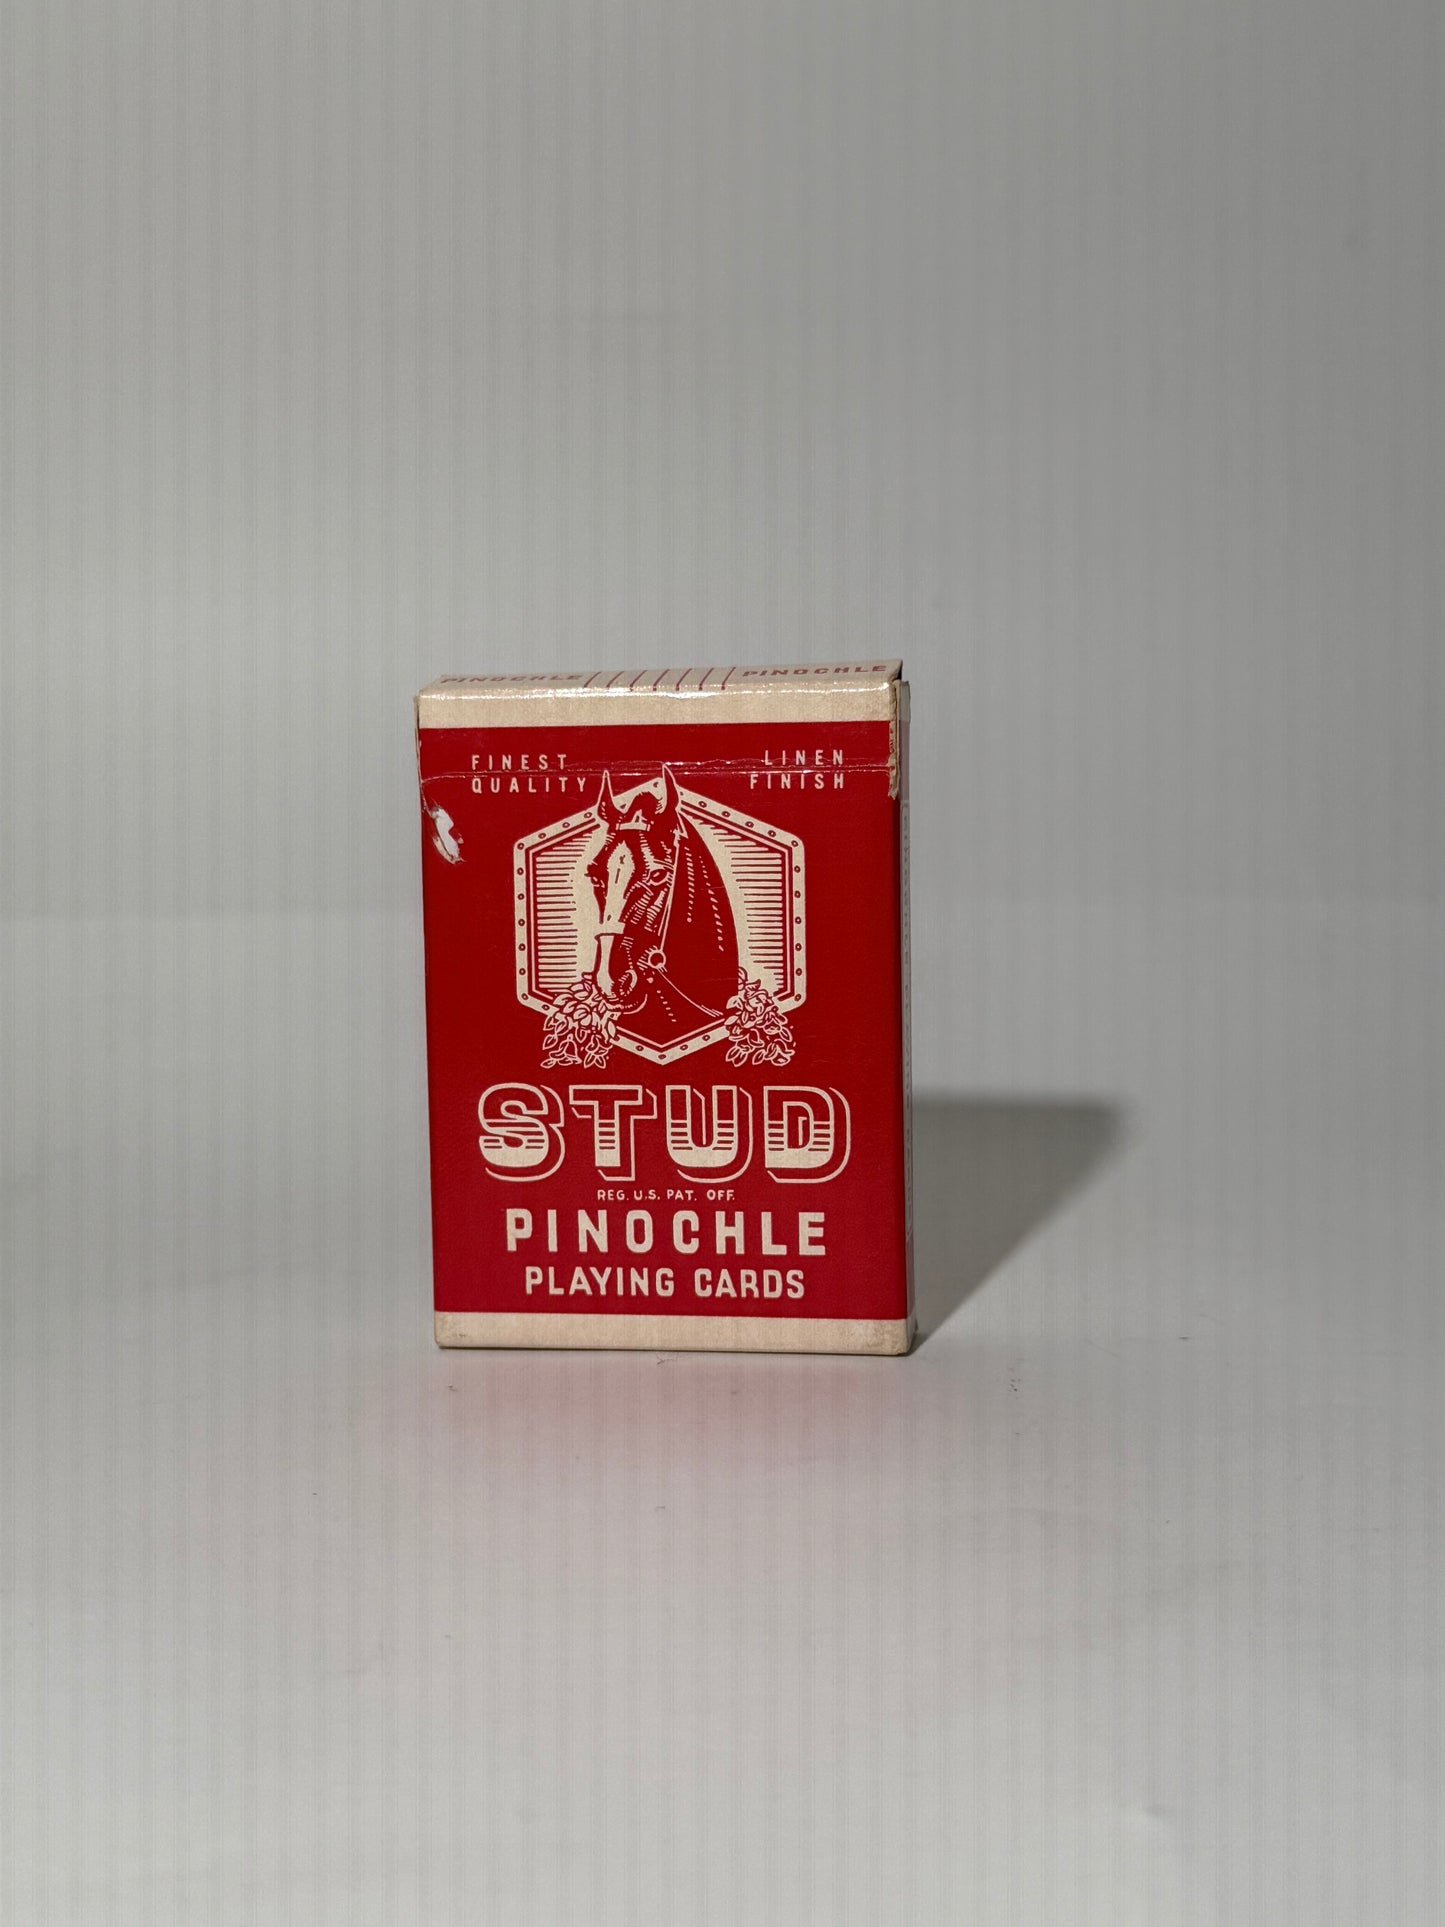 PINOCHLE PINOCHLE
FINEST
QUALITY
LINEN
FINISH
STUD
REG. U.S. PAT. OFF.
PINOCHLE
PLAYING CARDS